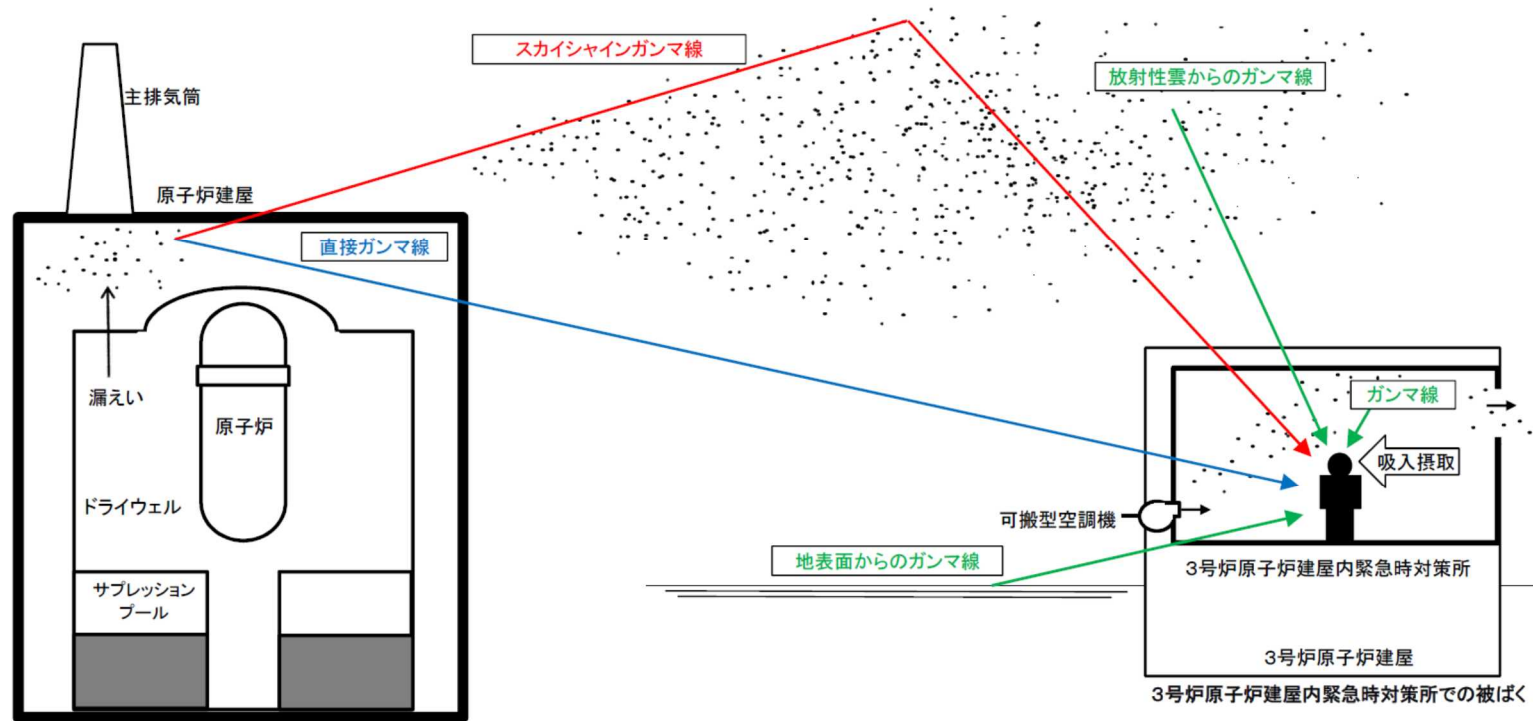 スカイシャインガンマ線
放射性雲からのガンマ線
主排気筒
原子炉建屋
直接ガンマ線
漏えい
原子炉
ガンマ線
吸入摂取
ドライウェル
可搬型空調機
地表面からのガンマ線
3号炉原子炉建屋内緊急時対策所
サプレッション
プール
3号炉原子炉建屋
3号炉原子炉建屋内緊急時対策所での被ばく